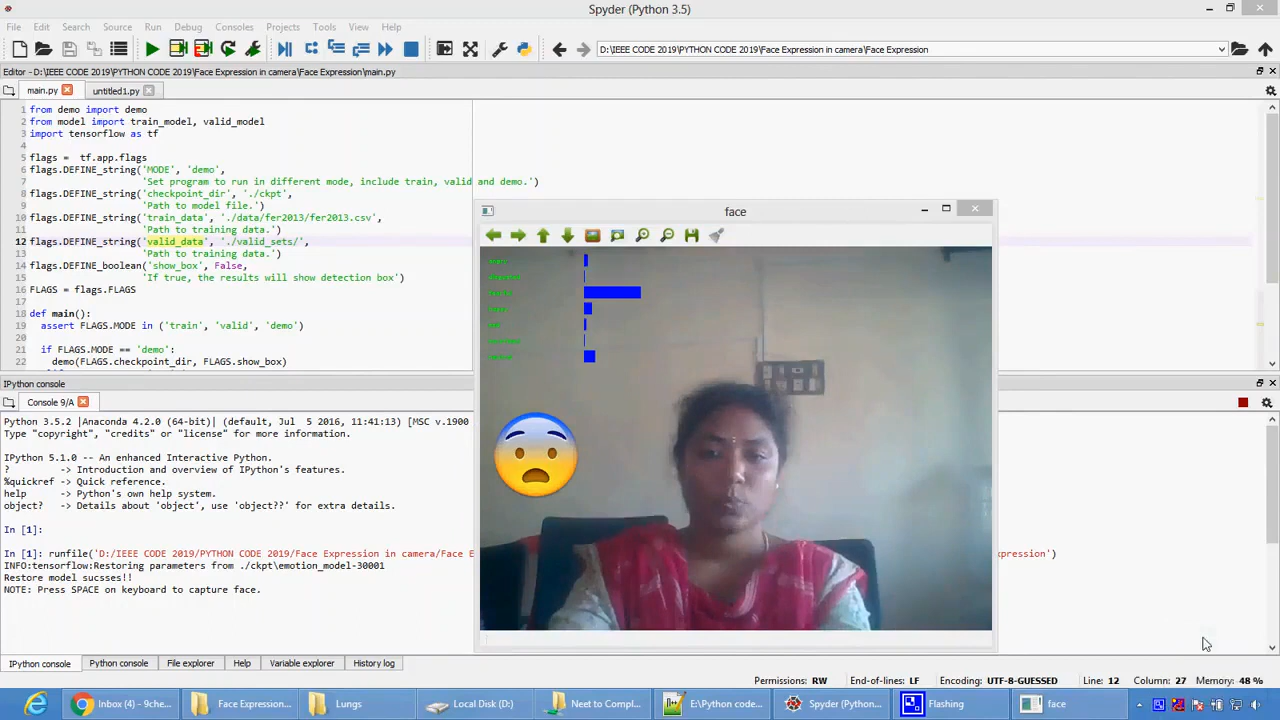 Spyder (Python 3.5)
File Edit Search Source Run Debug Consoles Projects Tools View Help
D:\IEEE CODE 2019\PYTHON CODE 2019\Face Expression in camera\Face Expression
Editor - D:\IEEE CODE 2019\PYTHON CODE 2019\Face Expression in camera\Face Expression\main.py
main.py untitled1.py
1 from demo import demo
2 from model import train_model, valid_model
3 import tensorflow as tf
4
5 flags =  tf.app.flags
6 flags.DEFINE_string('MODE', 'demo',
7 'Set program to run in different mode, include train, valid and demo.')
8 flags.DEFINE_string('checkpoint_dir', './ckpt',
9 'Path to model file.')
10 flags.DEFINE_string('train_data', './data/fer2013/fer2013.csv',
11 'Path to training data.')
12 flags.DEFINE_string('valid_data', './valid_sets/',
13 'Path to training data.')
14 flags.DEFINE_boolean('show_box', False,
15 'If true, the results will show detection box')
16 FLAGS = flags.FLAGS
17
18 def main():
19 assert FLAGS.MODE in ('train', 'valid', 'demo')
20
21 if FLAGS.MODE == 'demo':
22 demo(FLAGS.checkpoint_dir, FLAGS.show_box)
face
IPython console
Console 9/A
Python 3.5.2 |Anaconda 4.2.0 (64-bit)| (default, Jul  5 2016, 11:41:13) [MSC v.1900
Type "copyright", "credits" or "license" for more information.
IPython 5.1.0 -- An enhanced Interactive Python.
? -> Introduction and overview of IPython's features.
%quickref -> Quick reference.
help -> Python's own help system.
object? -> Details about 'object', use 'object??' for extra details.
In [1]:
In [1]: runfile('D:/IEEE CODE 2019/PYTHON CODE 2019/Face Expression in camera/Face E xpression')
INFO:tensorflow:Restoring parameters from ./ckpt\emotion_model-30001
Restore model sucsses!!
NOTE: Press SPACE on keyboard to capture face.
IPython console Python console File explorer Help Variable explorer History log
Permissions: RW End-of-lines: LF Encoding: UTF-8-GUESSED Line: 12 Column: 27 Memory: 48 %
Inbox (4) - 9che... Face Expression... Lungs Local Disk (D:) Neet to Compl... E:\Python code... Spyder (Python... Flashing face